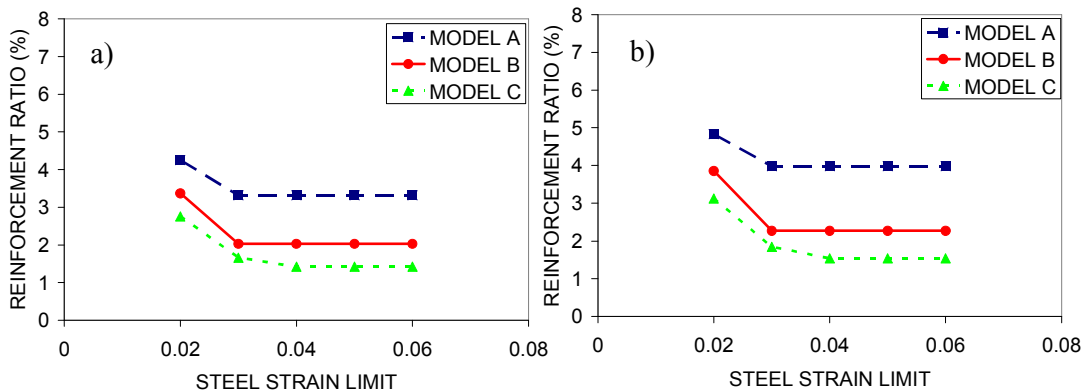 a)
REINFORCEMENT RATIO (%)
8
7
6
5
4
3
2
1
0
0
0.02
0.04
0.06
0.08
STEEL STRAIN LIMIT
MODEL A
MODEL B
MODEL C
b)
REINFORCEMENT RATIO (%)
8
7
6
5
4
3
2
1
0
0
0.02
0.04
0.06
0.08
STEEL STRAIN LIMIT
MODEL A
MODEL B
MODEL C